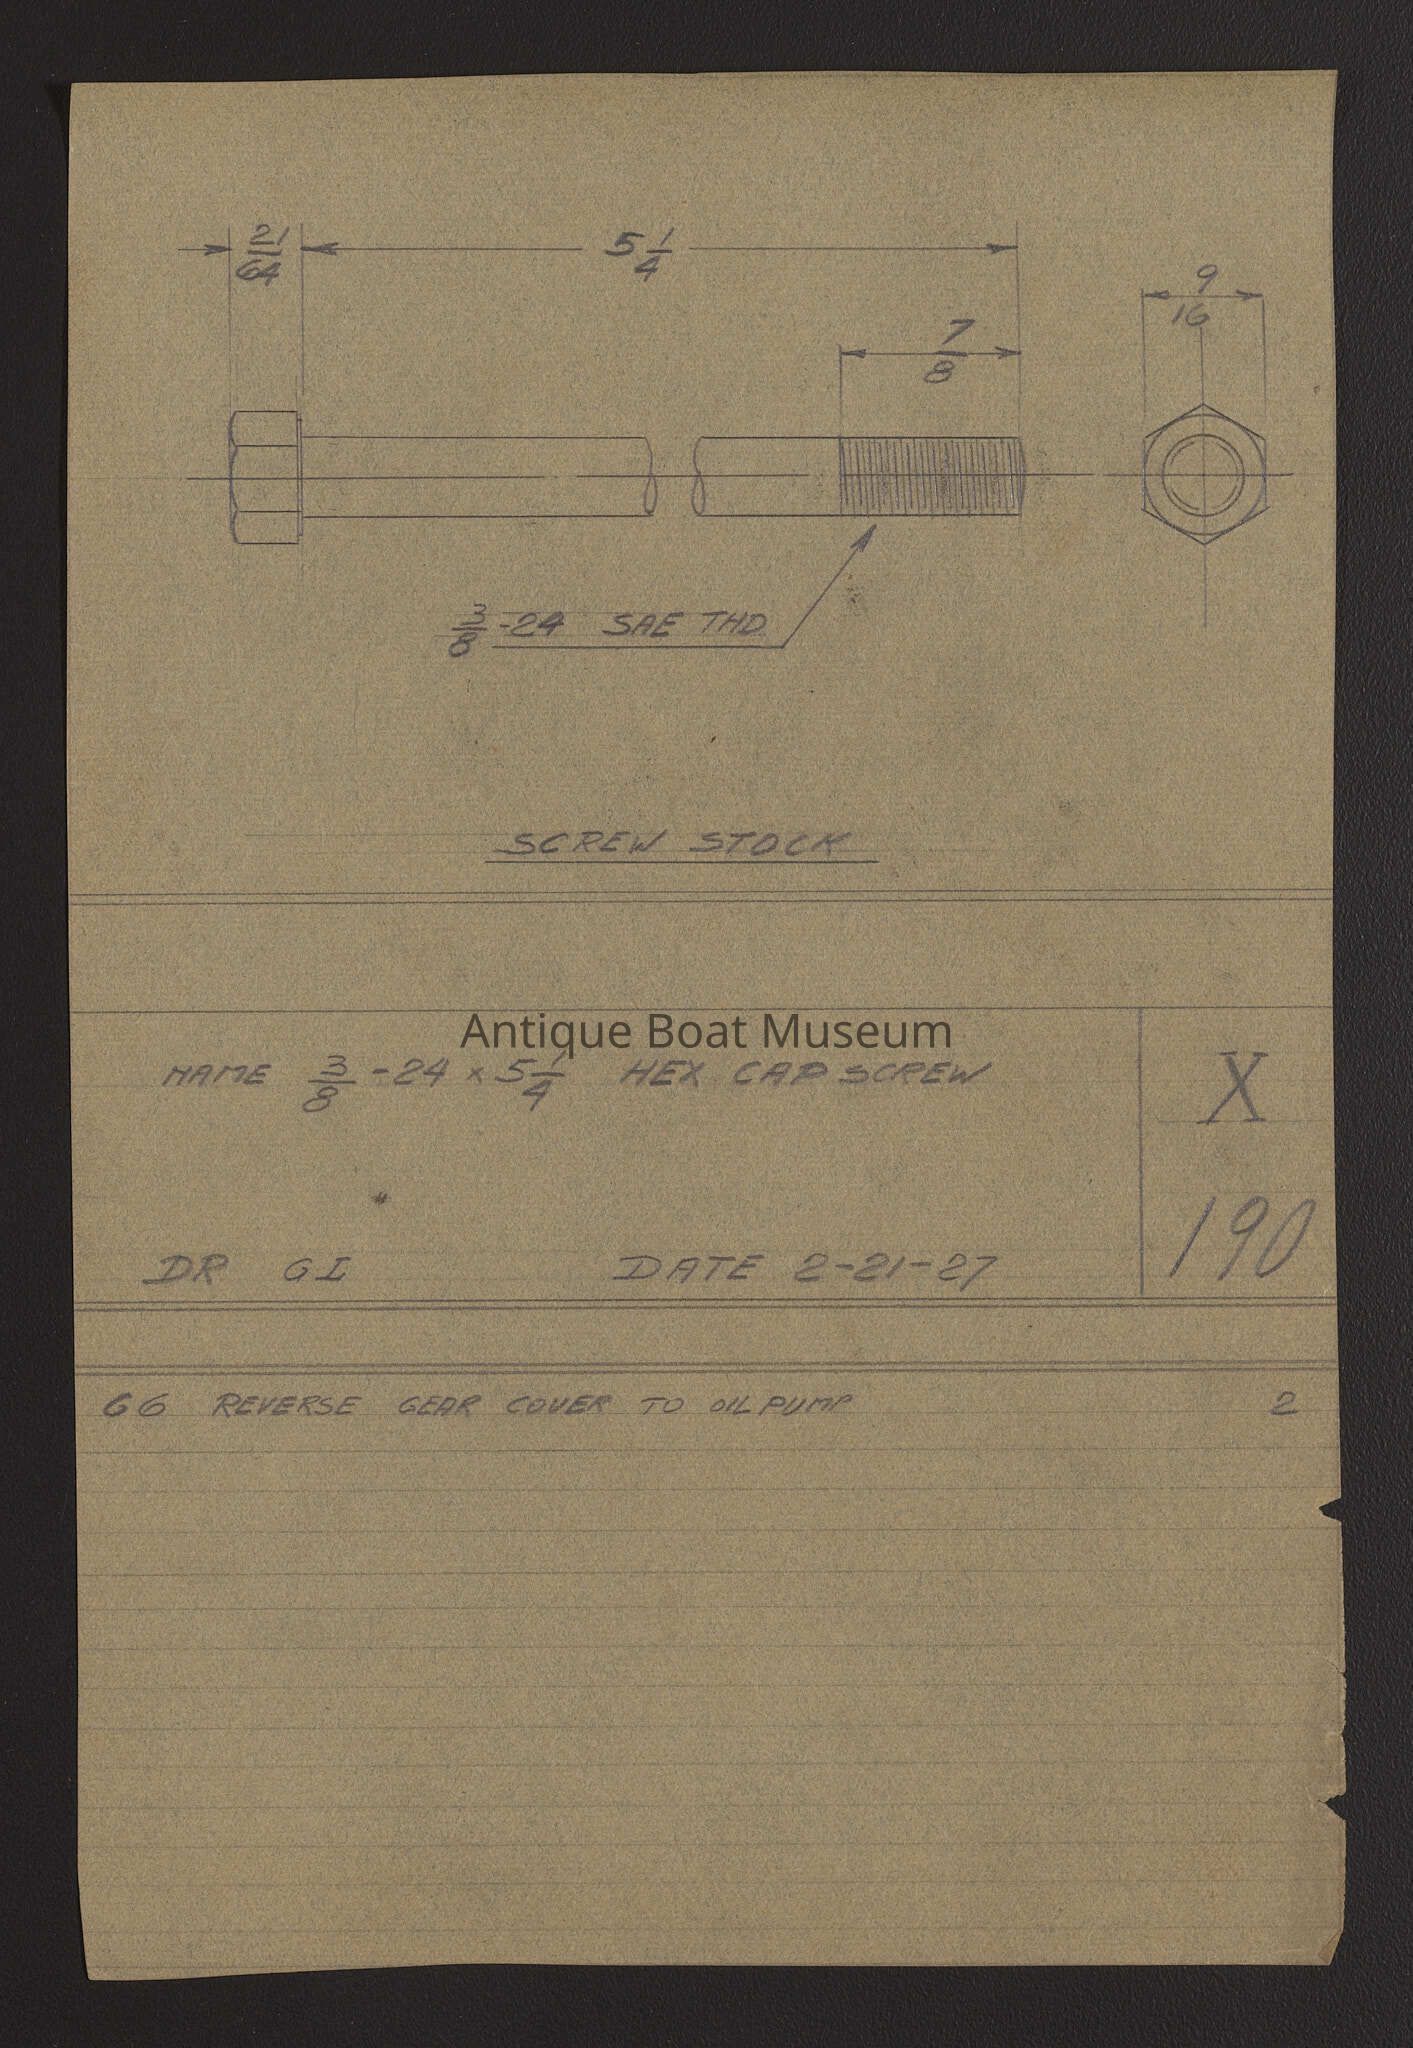 21/64
5 1/4
9/16
7/8
3/8 -24 SAE THD
SCREW STOCK
Antique Boat Museum
NAME 3/8 -24 x 5 1/4 HEX CAP SCREW
X
190
DR GI
DATE 2-21-27
66 REVERSE GEAR COVER TO OIL PUMP 2